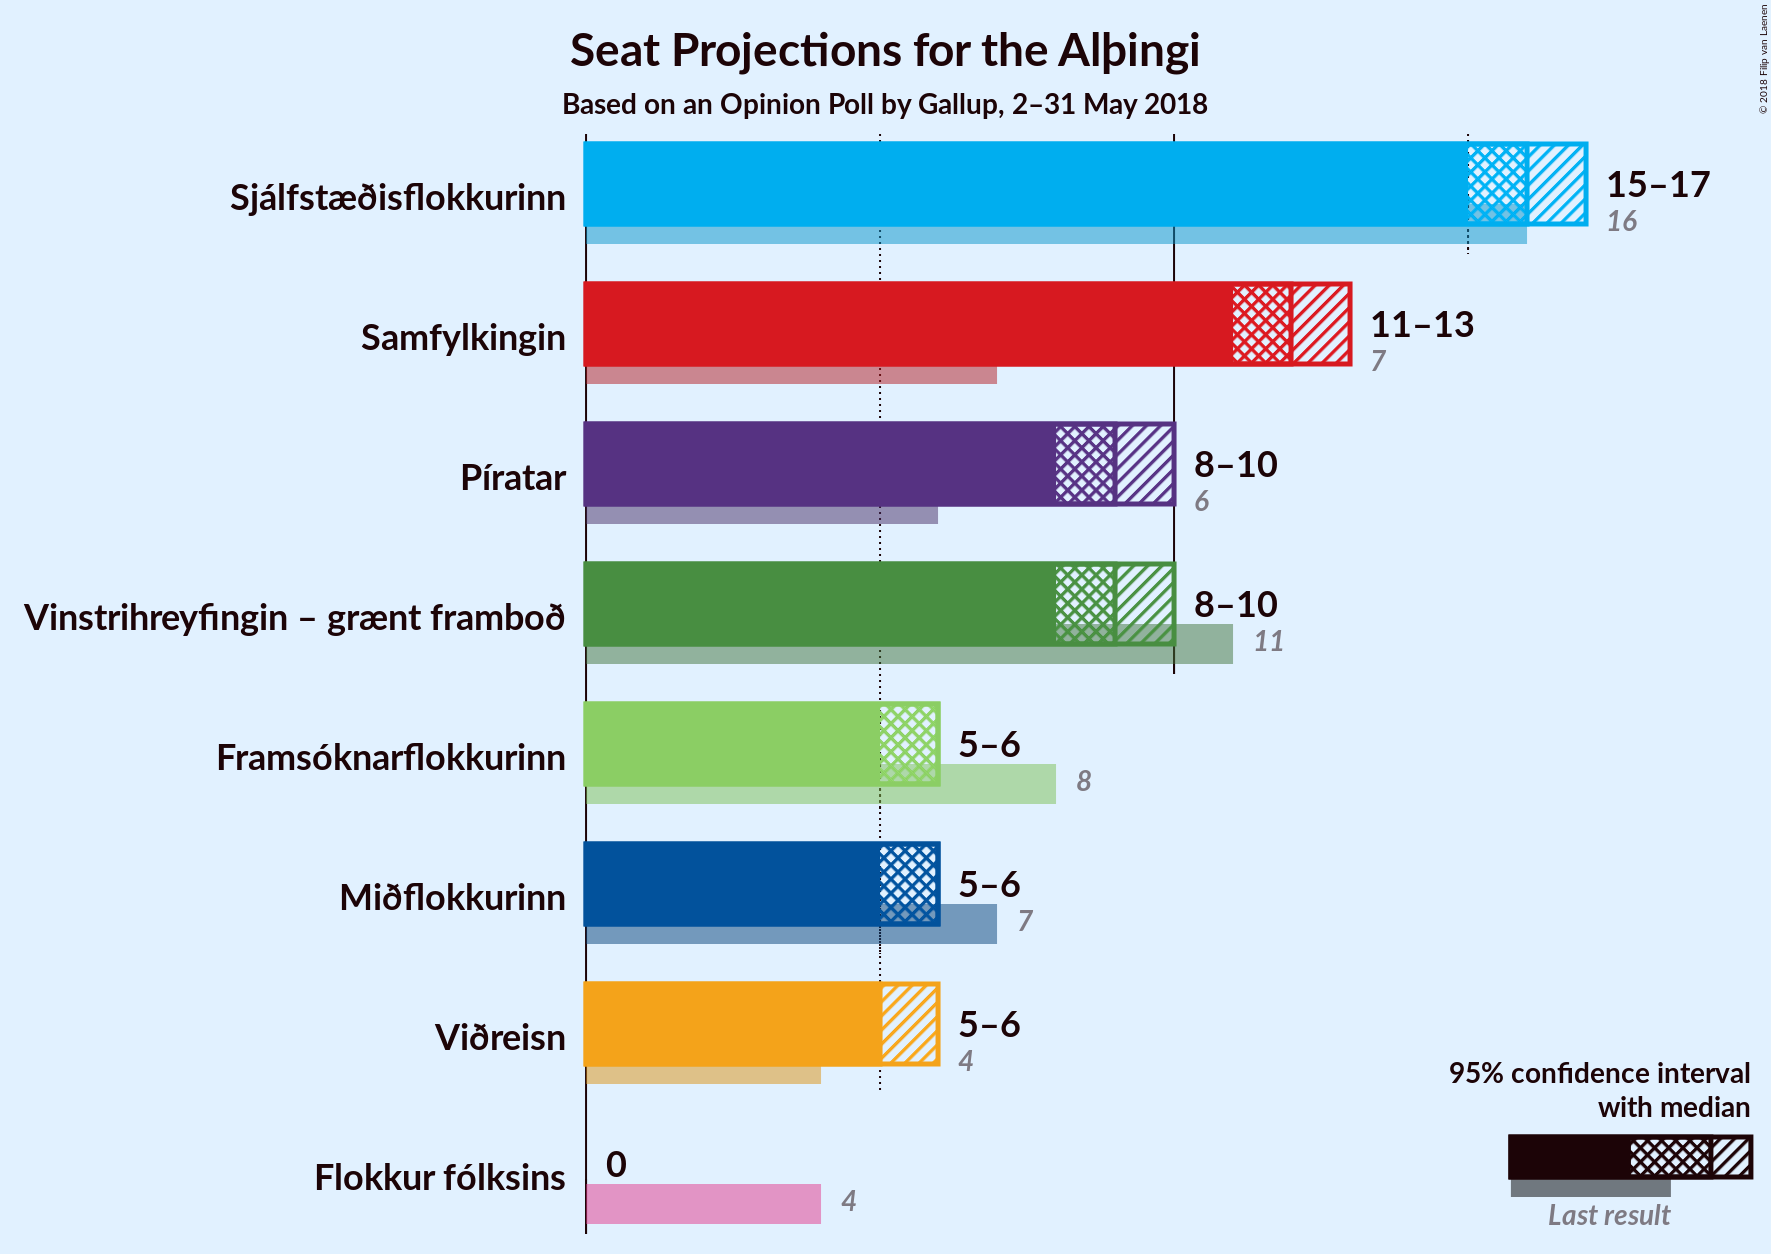 Seat Projections for the Alþingi
Based on an Opinion Poll by Gallup, 2–31 May 2018
© 2018 Filip van Laenen
Sjálfstæðisflokkurinn
15–17
16
Samfylkingin
11–13
7
Píratar
8–10
6
Vinstrihreyfingin – grænt framboð
8–10
11
Framsóknarflokkurinn
5–6
8
Miðflokkurinn
5–6
7
Viðreisn
5–6
4
Flokkur fólksins
0
4
95% confidence interval
with median
Last result